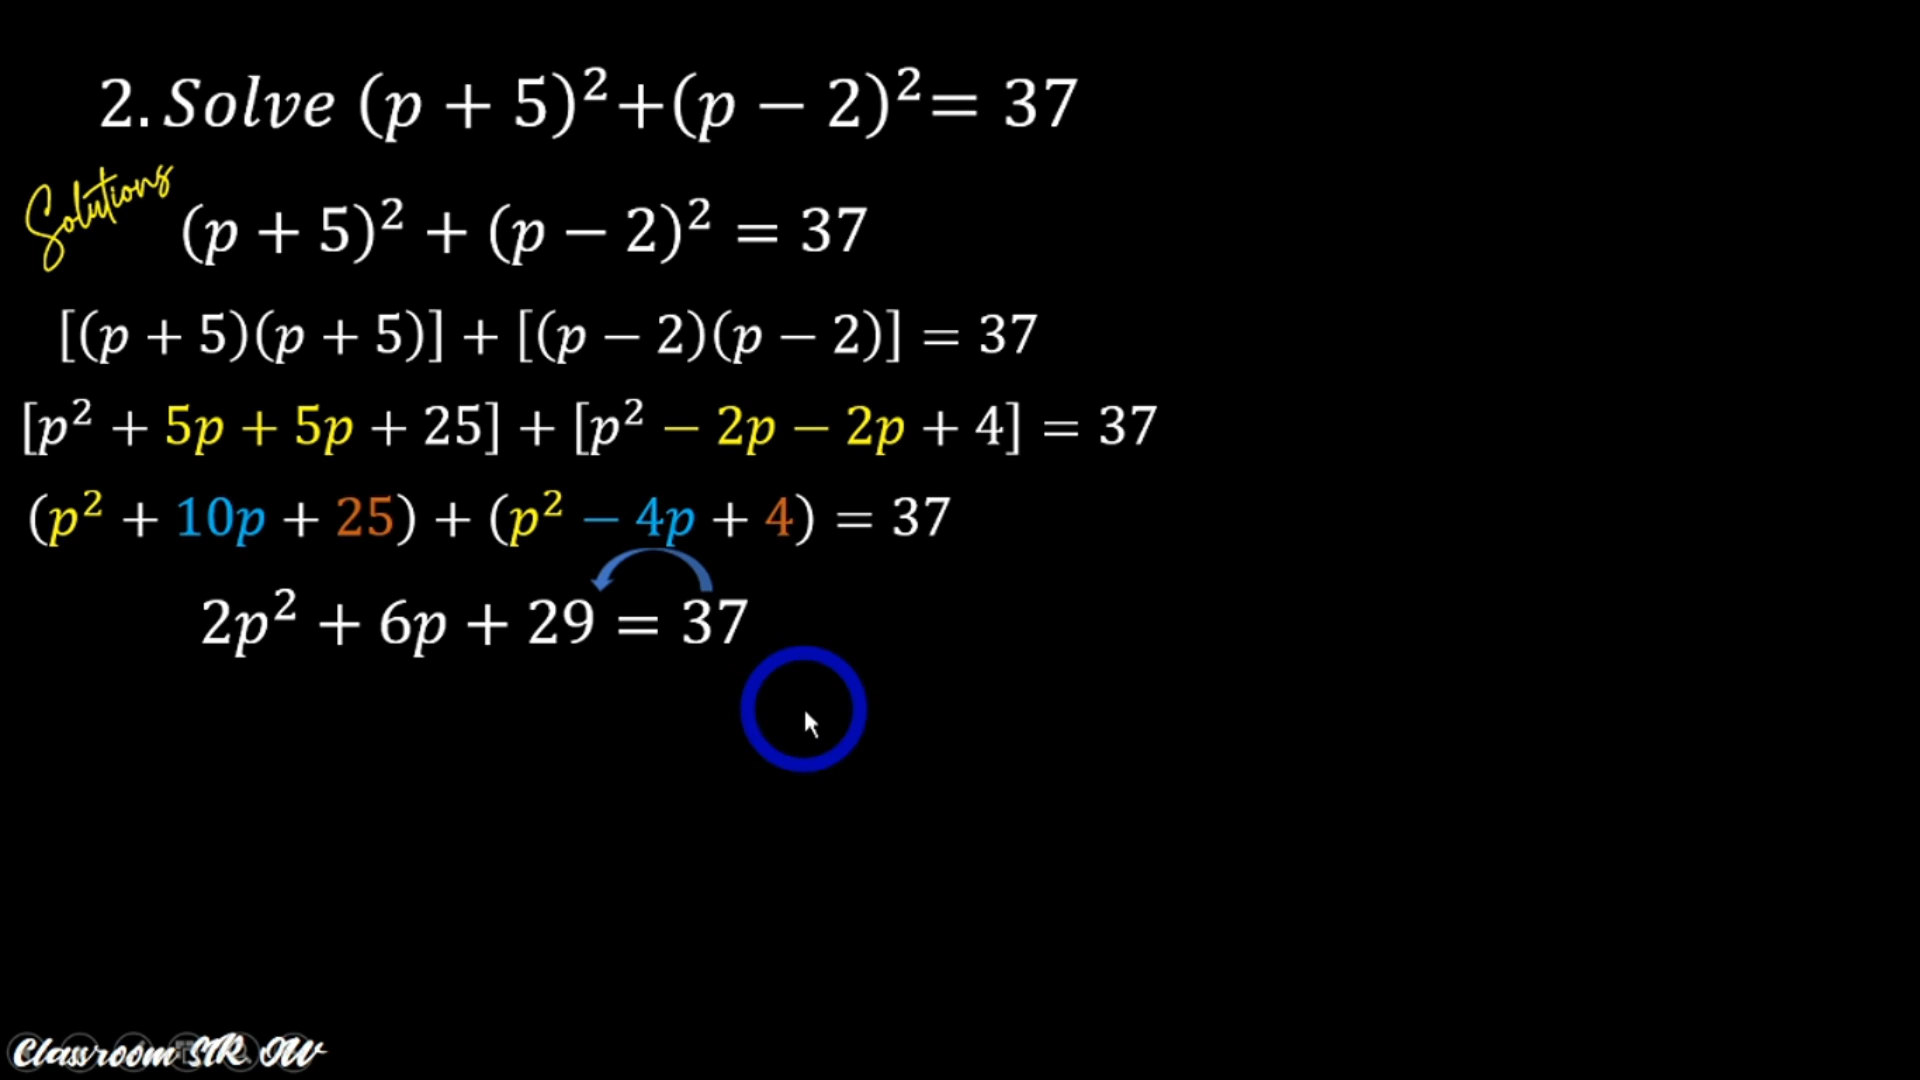 2. Solve (p + 5)²+(p − 2)²= 37
Solutions
(p + 5)² + (p − 2)² = 37
[(p + 5)(p + 5)] + [(p − 2)(p − 2)] = 37
[p² + 5p + 5p + 25] + [p² − 2p − 2p + 4] = 37
(p² + 10p + 25) + (p² − 4p + 4) = 37
2p² + 6p + 29 = 37
Classroom SIR OW